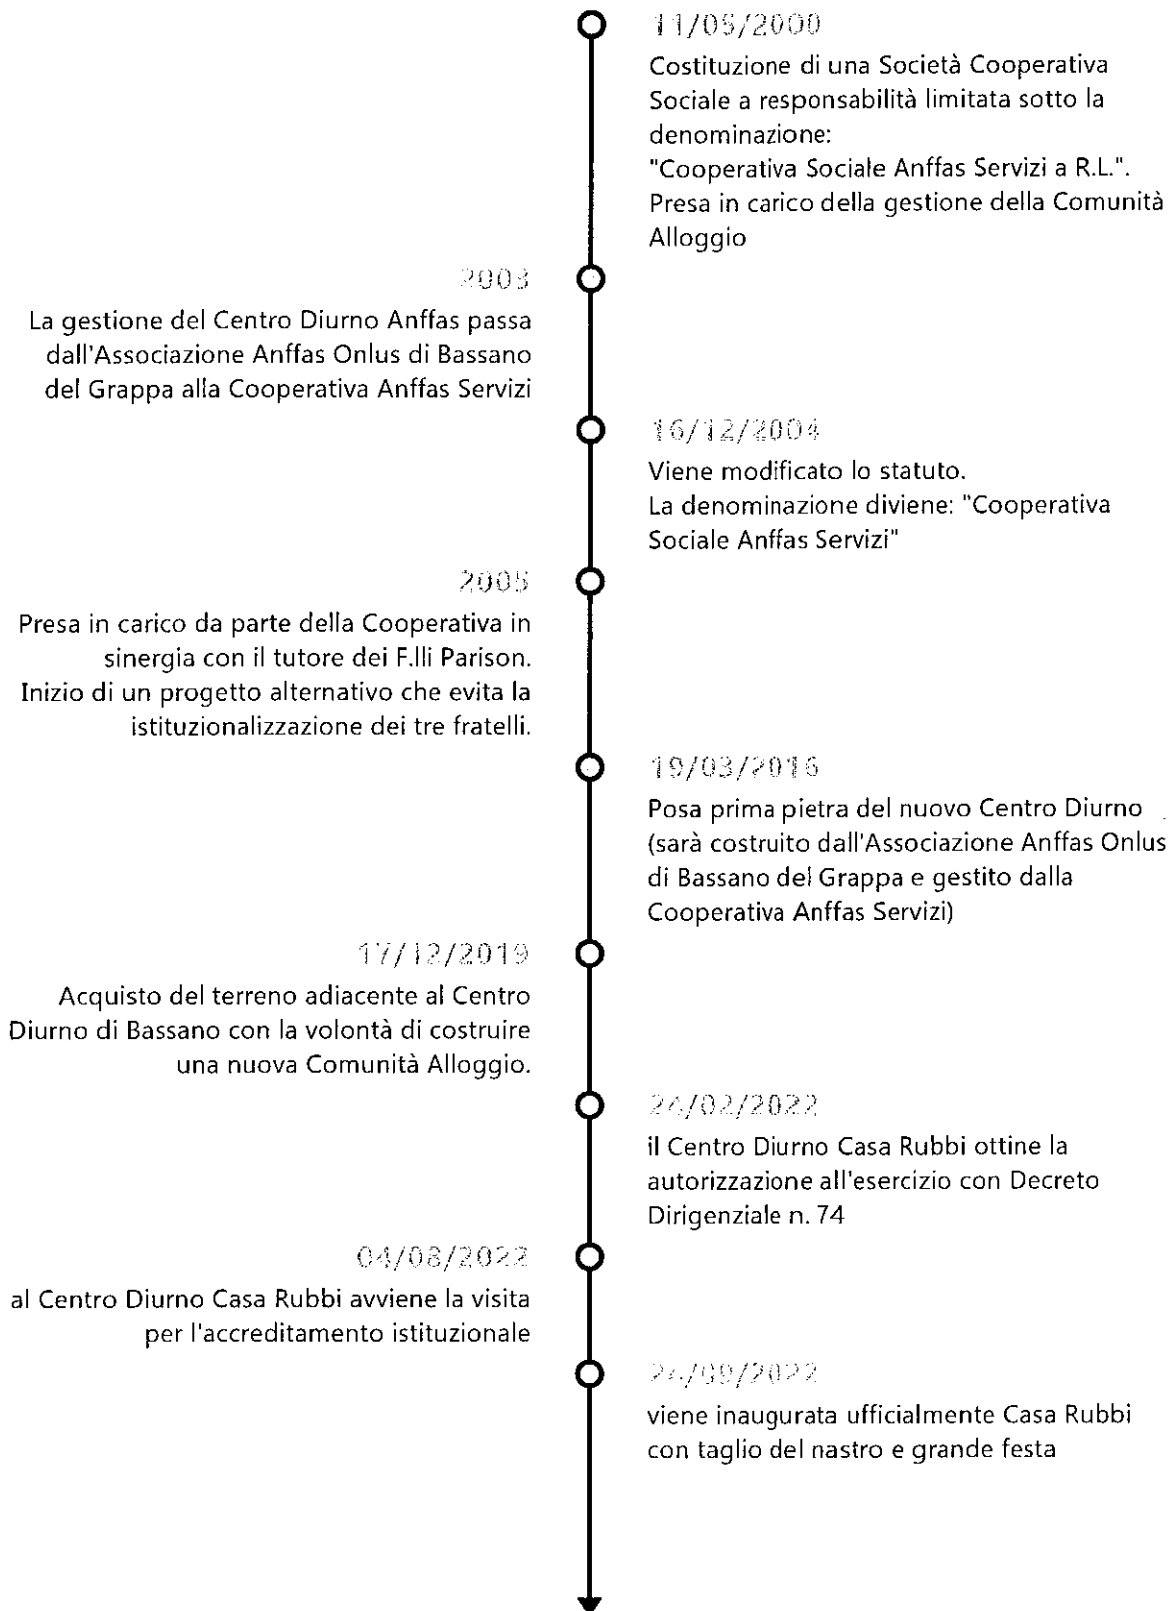 11/05/2000
Costituzione di una Società Cooperativa
Sociale a responsabilità limitata sotto la
denominazione:
"Cooperativa Sociale Anffas Servizi a R.L.".
Presa in carico della gestione della Comunità
Alloggio
2003
La gestione del Centro Diurno Anffas passa
dall'Associazione Anffas Onlus di Bassano
del Grappa alla Cooperativa Anffas Servizi
16/12/2004
Viene modificato lo statuto.
La denominazione diviene: "Cooperativa
Sociale Anffas Servizi"
2005
Presa in carico da parte della Cooperativa in
sinergia con il tutore dei F.lli Parison.
Inizio di un progetto alternativo che evita la
istituzionalizzazione dei tre fratelli.
19/03/2016
Posa prima pietra del nuovo Centro Diurno
(sarà costruito dall'Associazione Anffas Onlus
di Bassano del Grappa e gestito dalla
Cooperativa Anffas Servizi)
17/12/2019
Acquisto del terreno adiacente al Centro
Diurno di Bassano con la volontà di costruire
una nuova Comunità Alloggio.
24/02/2022
il Centro Diurno Casa Rubbi ottine la
autorizzazione all'esercizio con Decreto
Dirigenziale n. 74
04/08/2022
al Centro Diurno Casa Rubbi avviene la visita
per l'accreditamento istituzionale
24/09/2022
viene inaugurata ufficialmente Casa Rubbi
con taglio del nastro e grande festa